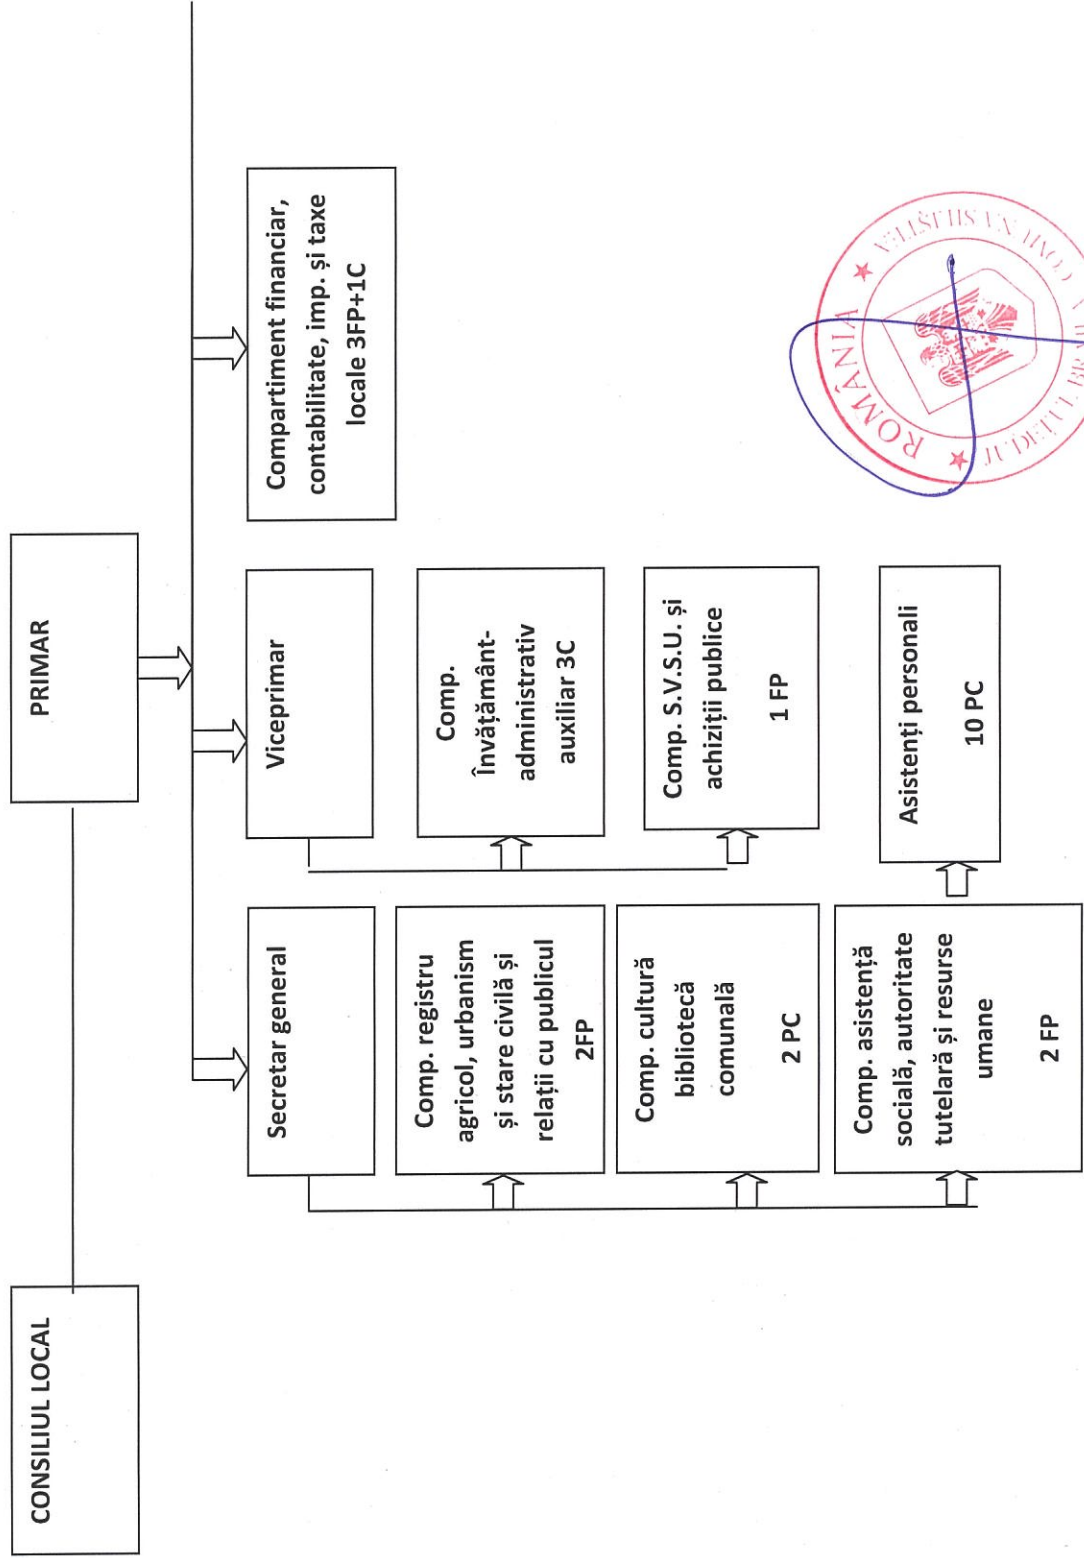 CONSILIUL LOCAL
PRIMAR
Secretar general
Viceprimar
Compartiment financiar,
contabilitate, imp. și taxe
locale 3FP+1C
Comp. registru
agricol, urbanism
și stare civilă și
relații cu publicul
2FP
Comp.
Învățământ-
administrativ
auxiliar 3C
Comp. cultură
bibliotecă
comunală
2 PC
Comp. S.V.S.U. și
achiziții publice
1 FP
Comp. asistență
socială, autoritate
tutelară și resurse
umane
2 FP
Asistenți personali
10 PC
★ ROMÂNIA ★